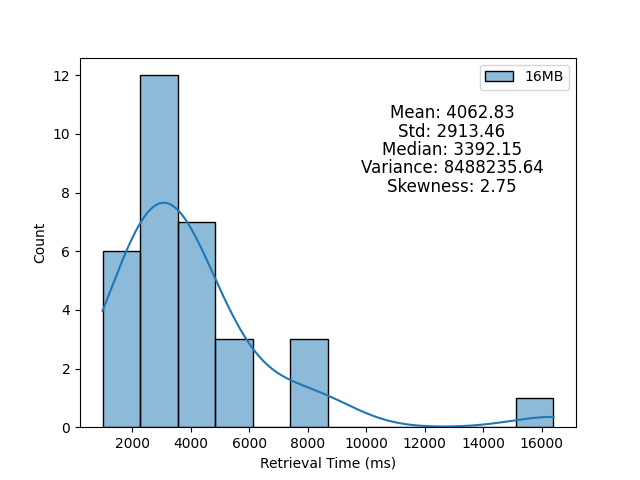 16MB
Mean: 4062.83
Std: 2913.46
Median: 3392.15
Variance: 8488235.64
Skewness: 2.75
Count
12
10
8
6
4
2
0
2000 4000 6000 8000 10000 12000 14000 16000
Retrieval Time (ms)